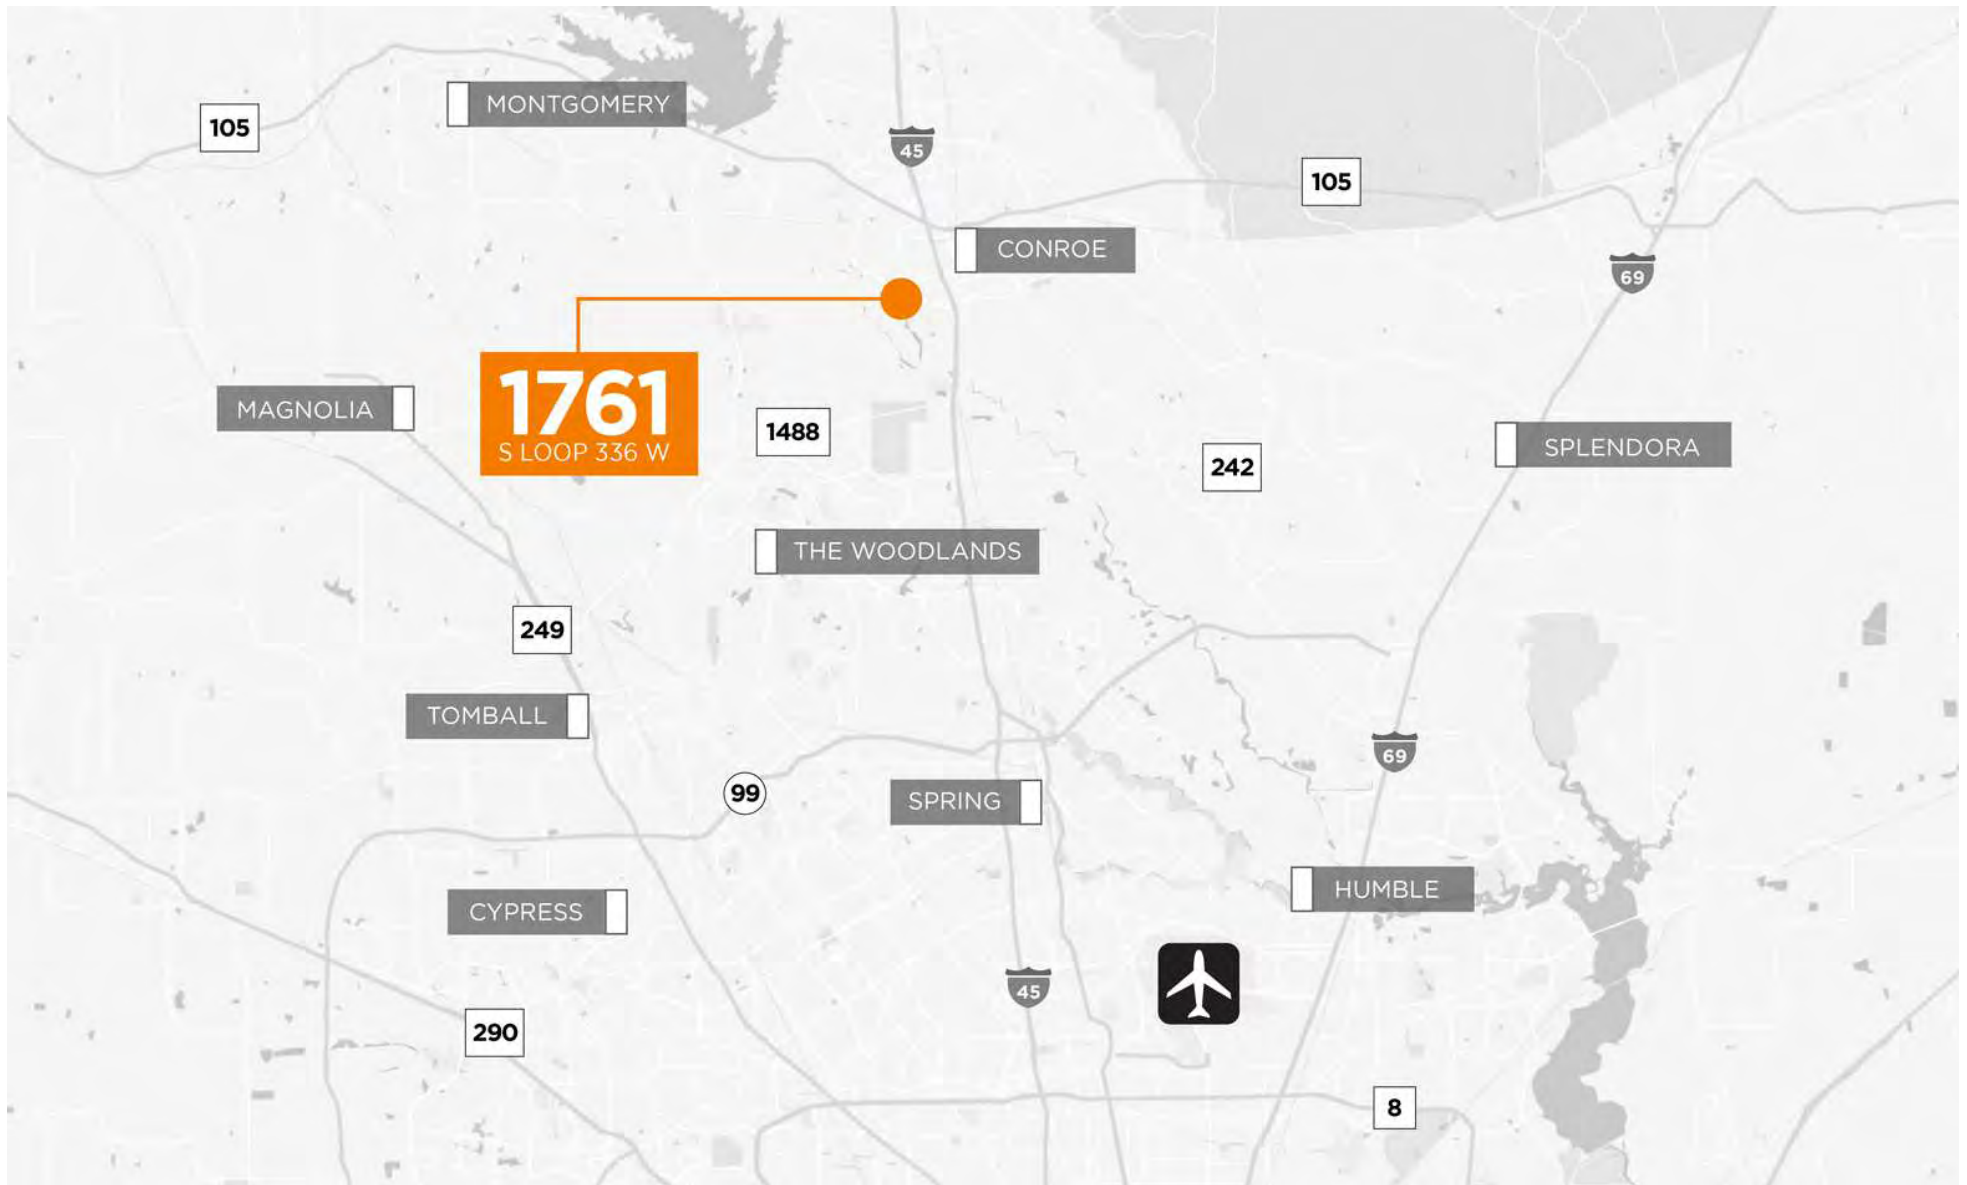 MONTGOMERY
105
45
105
CONROE
69
1761
S LOOP 336 W
MAGNOLIA
1488
242
SPLENDORA
THE WOODLANDS
249
TOMBALL
69
99
SPRING
HUMBLE
CYPRESS
45
290
8